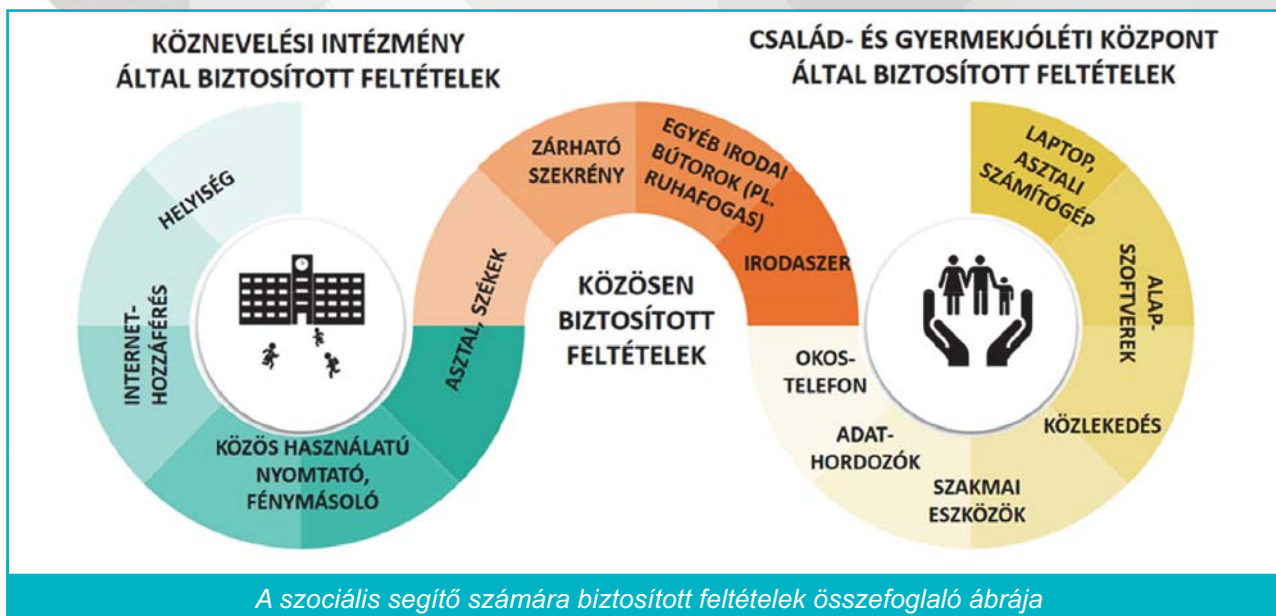 KÖZNEVELÉSI INTÉZMÉNY
ÁLTAL BIZTOSÍTOTT FELTÉTELEK
HELYISÉG
INTERNET-
HOZZÁFÉRÉS
KÖZÖS HASZNÁLATÚ
NYOMTATÓ,
FÉNYMÁSOLÓ
ASZTAL, SZÉKEK
ZÁRHATÓ
SZEKRÉNY
EGYÉB IRODAI
BÚTOROK (PL.
RUHAFOGAS)
IRODASZER
KÖZÖSEN
BIZTOSÍTOTT
FELTÉTELEK
CSALÁD- ÉS GYERMEKJÓLÉTI KÖZPONT
ÁLTAL BIZTOSÍTOTT FELTÉTELEK
LAPTOP,
ASZTALI
SZÁMÍTÓGÉP
ALAP-
SZOFTVEREK
KÖZLEKEDÉS
SZAKMAI
ESZKÖZÖK
ADAT-
HORDOZÓK
OKOS-
TELEFON
A szociális segítő számára biztosított feltételek összefoglaló ábrája